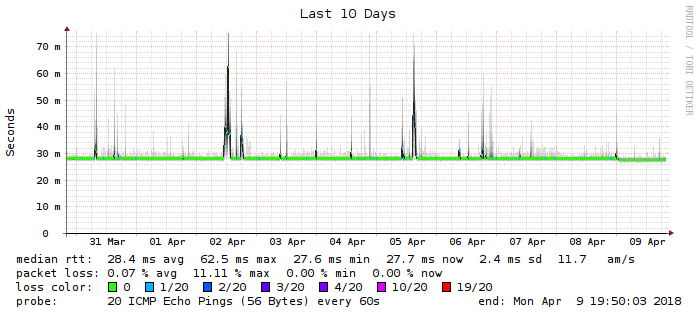 Last 10 Days
RRDTOOL / TOBI OETIKER
Seconds
70 m
60 m
50 m
40 m
30 m
20 m
10 m
0
31 Mar 01 Apr 02 Apr 03 Apr 04 Apr 05 Apr 06 Apr 07 Apr 08 Apr 09 Apr
median rtt: 28.4 ms avg 62.5 ms max 27.6 ms min 27.7 ms now 2.4 ms sd 11.7 am/s
packet loss: 0.07 % avg 11.11 % max 0.00 % min 0.00 % now
loss color: 0 1/20 2/20 3/20 4/20 10/20 19/20
probe: 20 ICMP Echo Pings (56 Bytes) every 60s end: Mon Apr 9 19:50:03 2018